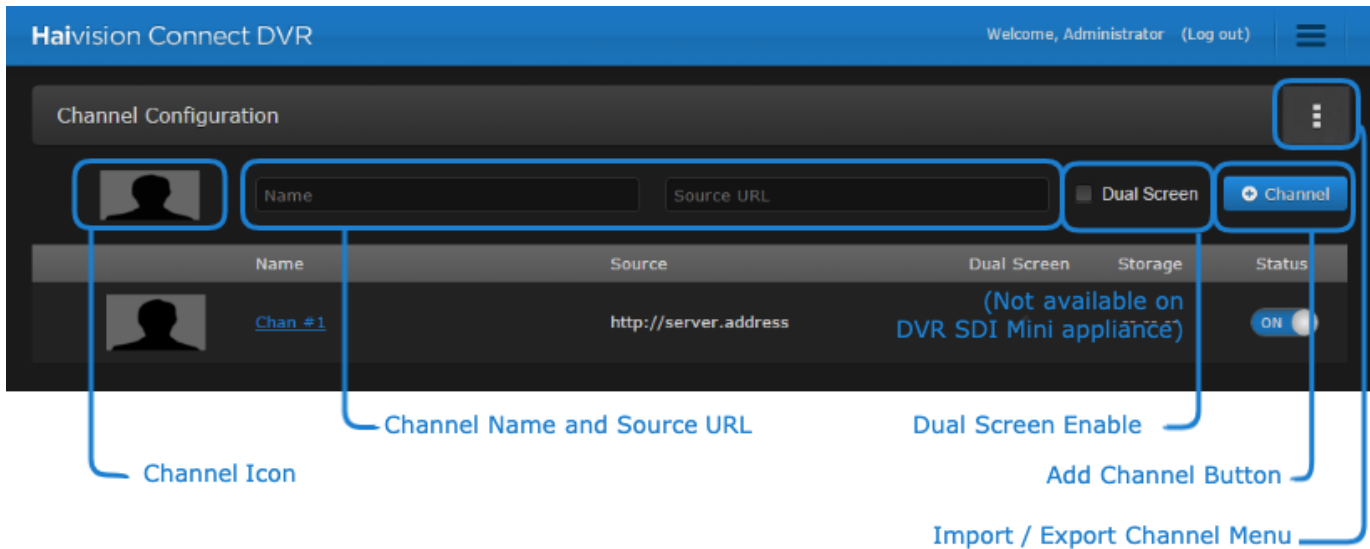 Haivision Connect DVR
Welcome, Administrator (Log out)
Channel Configuration
Name
Source URL
Dual Screen
Channel
Name Source Dual Screen Storage Status
Chan #1
http://server.address
(Not available on
DVR SDI Mini appliance)
ON
Channel Name and Source URL
Dual Screen Enable
Channel Icon
Add Channel Button
Import / Export Channel Menu